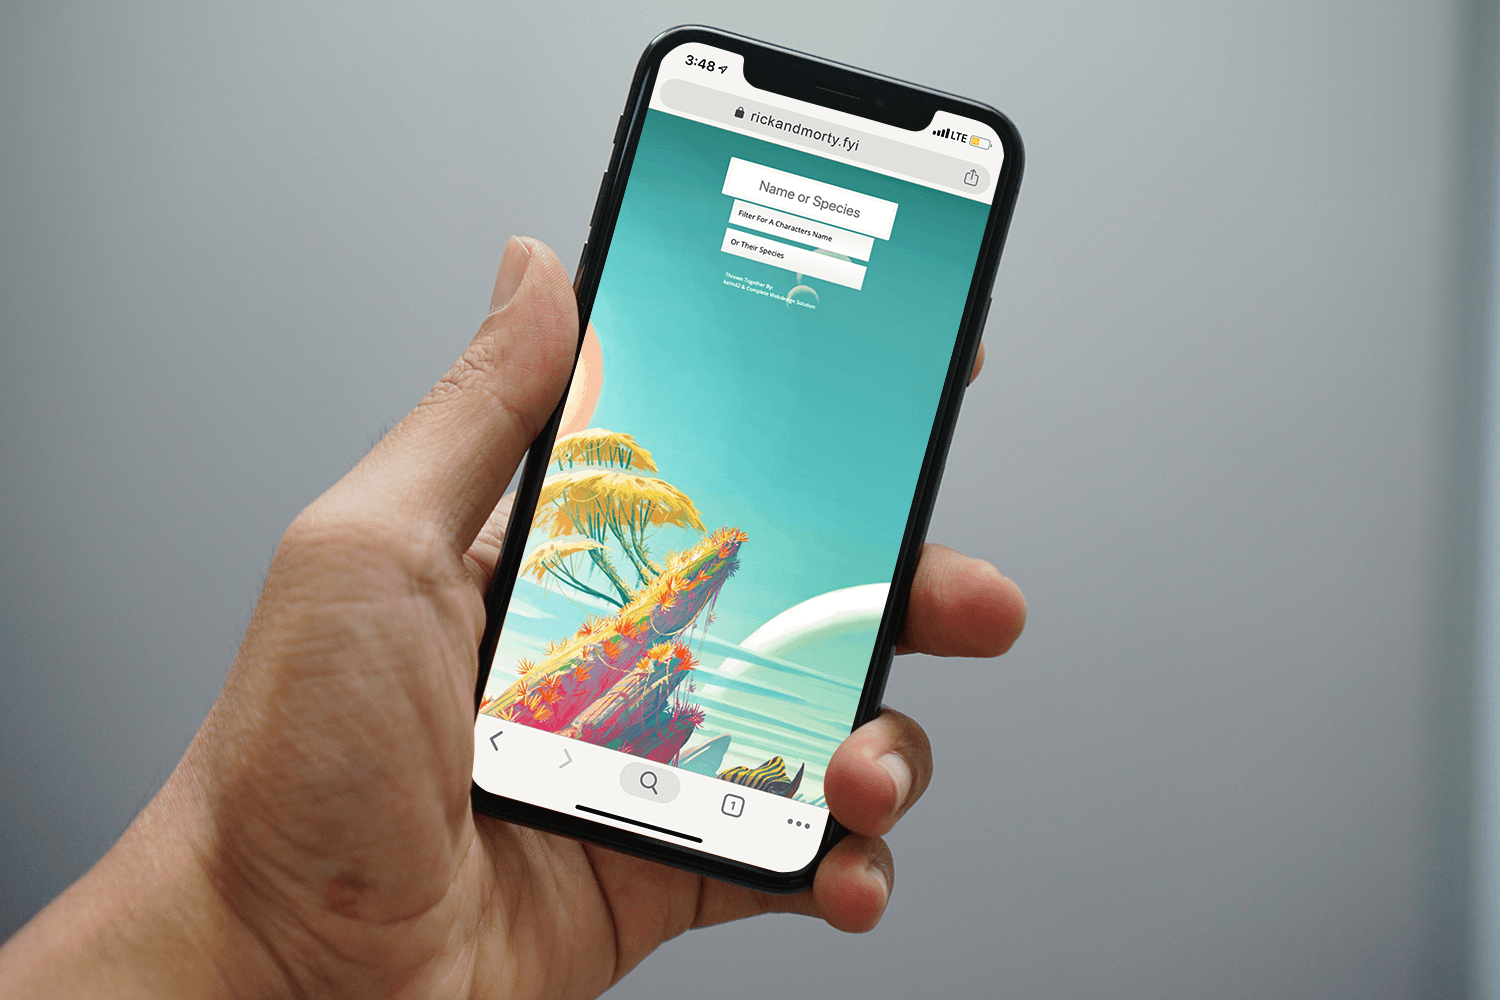 3:48
LTE
rickandmorty.fyi
Name or Species
Filter For A Characters Name
Or Their Species
Thrown Together By:
kalm42 & Complete Webdesign Solution
1